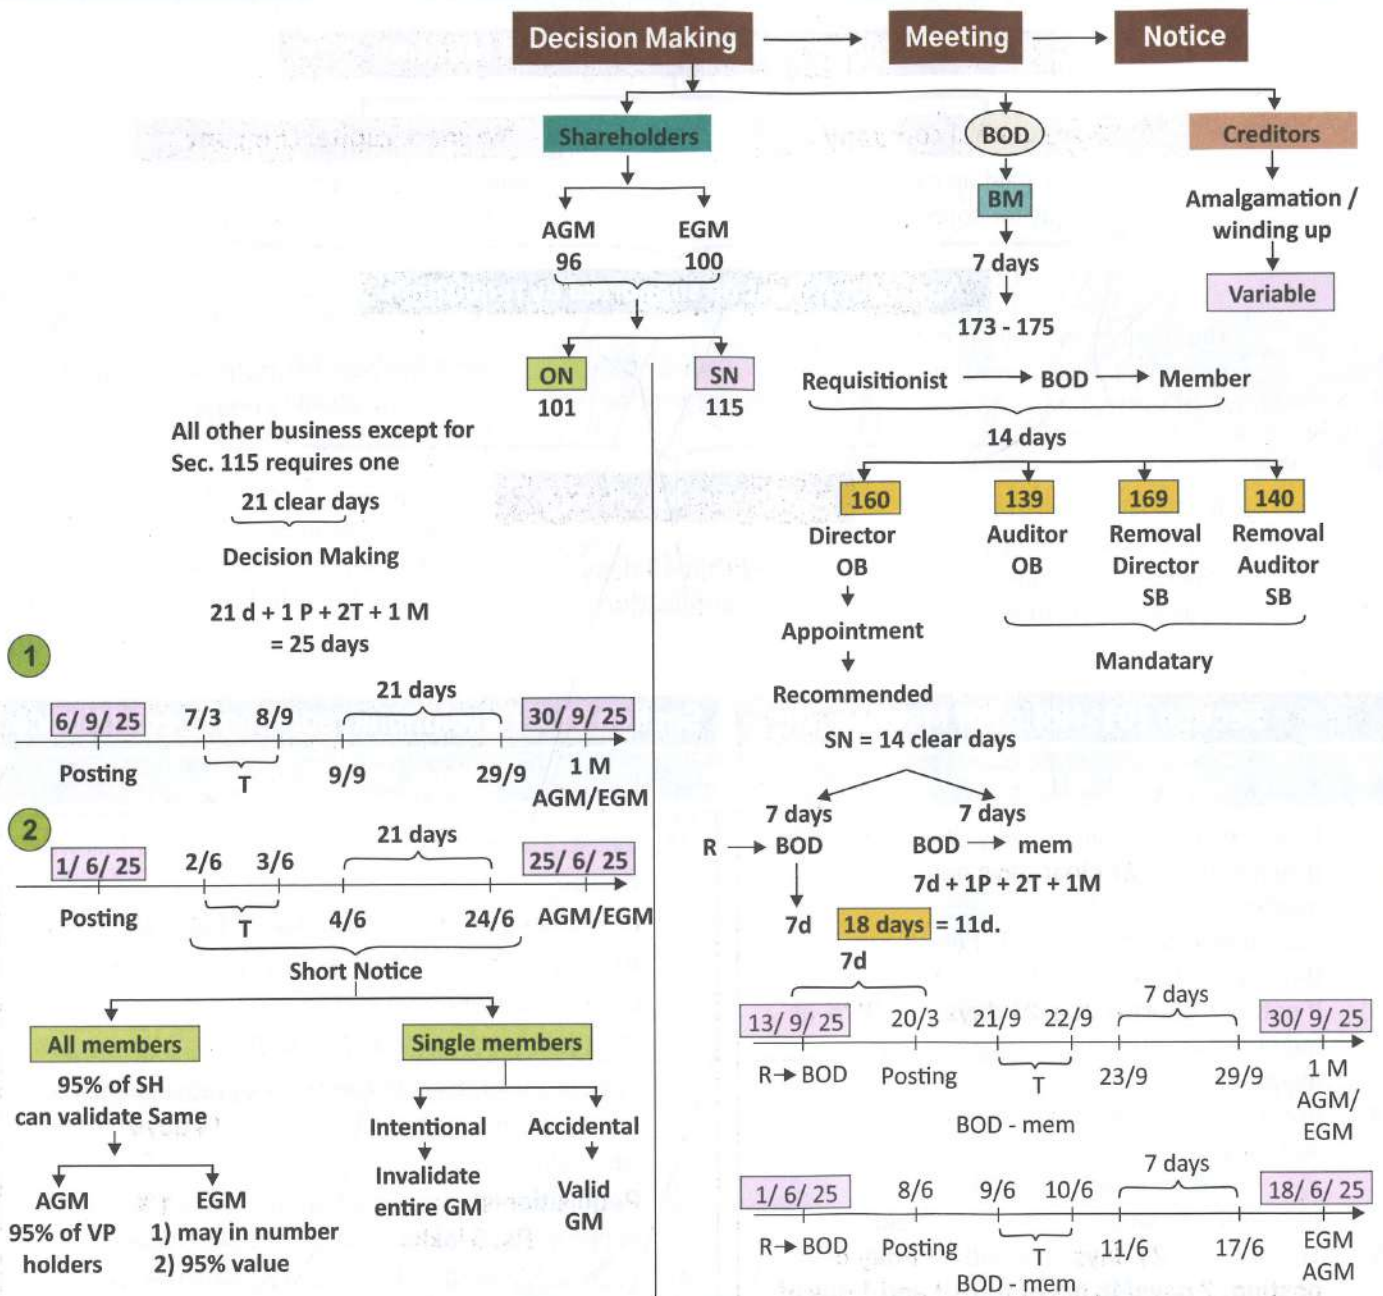 Decision Making
Meeting
Notice
Shareholders
BOD
Creditors
AGM
96
EGM
100
BM
7 days
173 - 175
Amalgamation /
winding up
Variable
ON
101
SN
115
All other business except for
Sec. 115 requires one
21 clear days
Decision Making
21 d + 1 P + 2T + 1 M
= 25 days
1
6/ 9/ 25
7/3
8/9
21 days
30/ 9/ 25
Posting
T
9/9
29/9
1 M
AGM/EGM
2
1/ 6/ 25
2/6
3/6
21 days
25/ 6/ 25
Posting
T
4/6
24/6
AGM/EGM
Short Notice
All members
95% of SH
can validate Same
AGM
95% of VP
holders
EGM
1) may in number
2) 95% value
Single members
Intentional
Invalidate
entire GM
Accidental
Valid
GM
Requisitionist
BOD
Member
14 days
160
Director
OB
Appointment
Recommended
139
Auditor
OB
169
Removal
Director
SB
140
Removal
Auditor
SB
Mandatary
SN = 14 clear days
7 days
R
BOD
7d
7 days
BOD
mem
7d + 1P + 2T + 1M
18 days
= 11d.
7d
13/ 9/ 25
20/3
21/9
22/9
7 days
30/ 9/ 25
R
BOD
Posting
T
23/9
29/9
1 M
AGM/
EGM
BOD - mem
1/ 6/ 25
8/6
9/6
10/6
7 days
18/ 6/ 25
R
BOD
Posting
T
11/6
17/6
EGM
AGM
BOD - mem